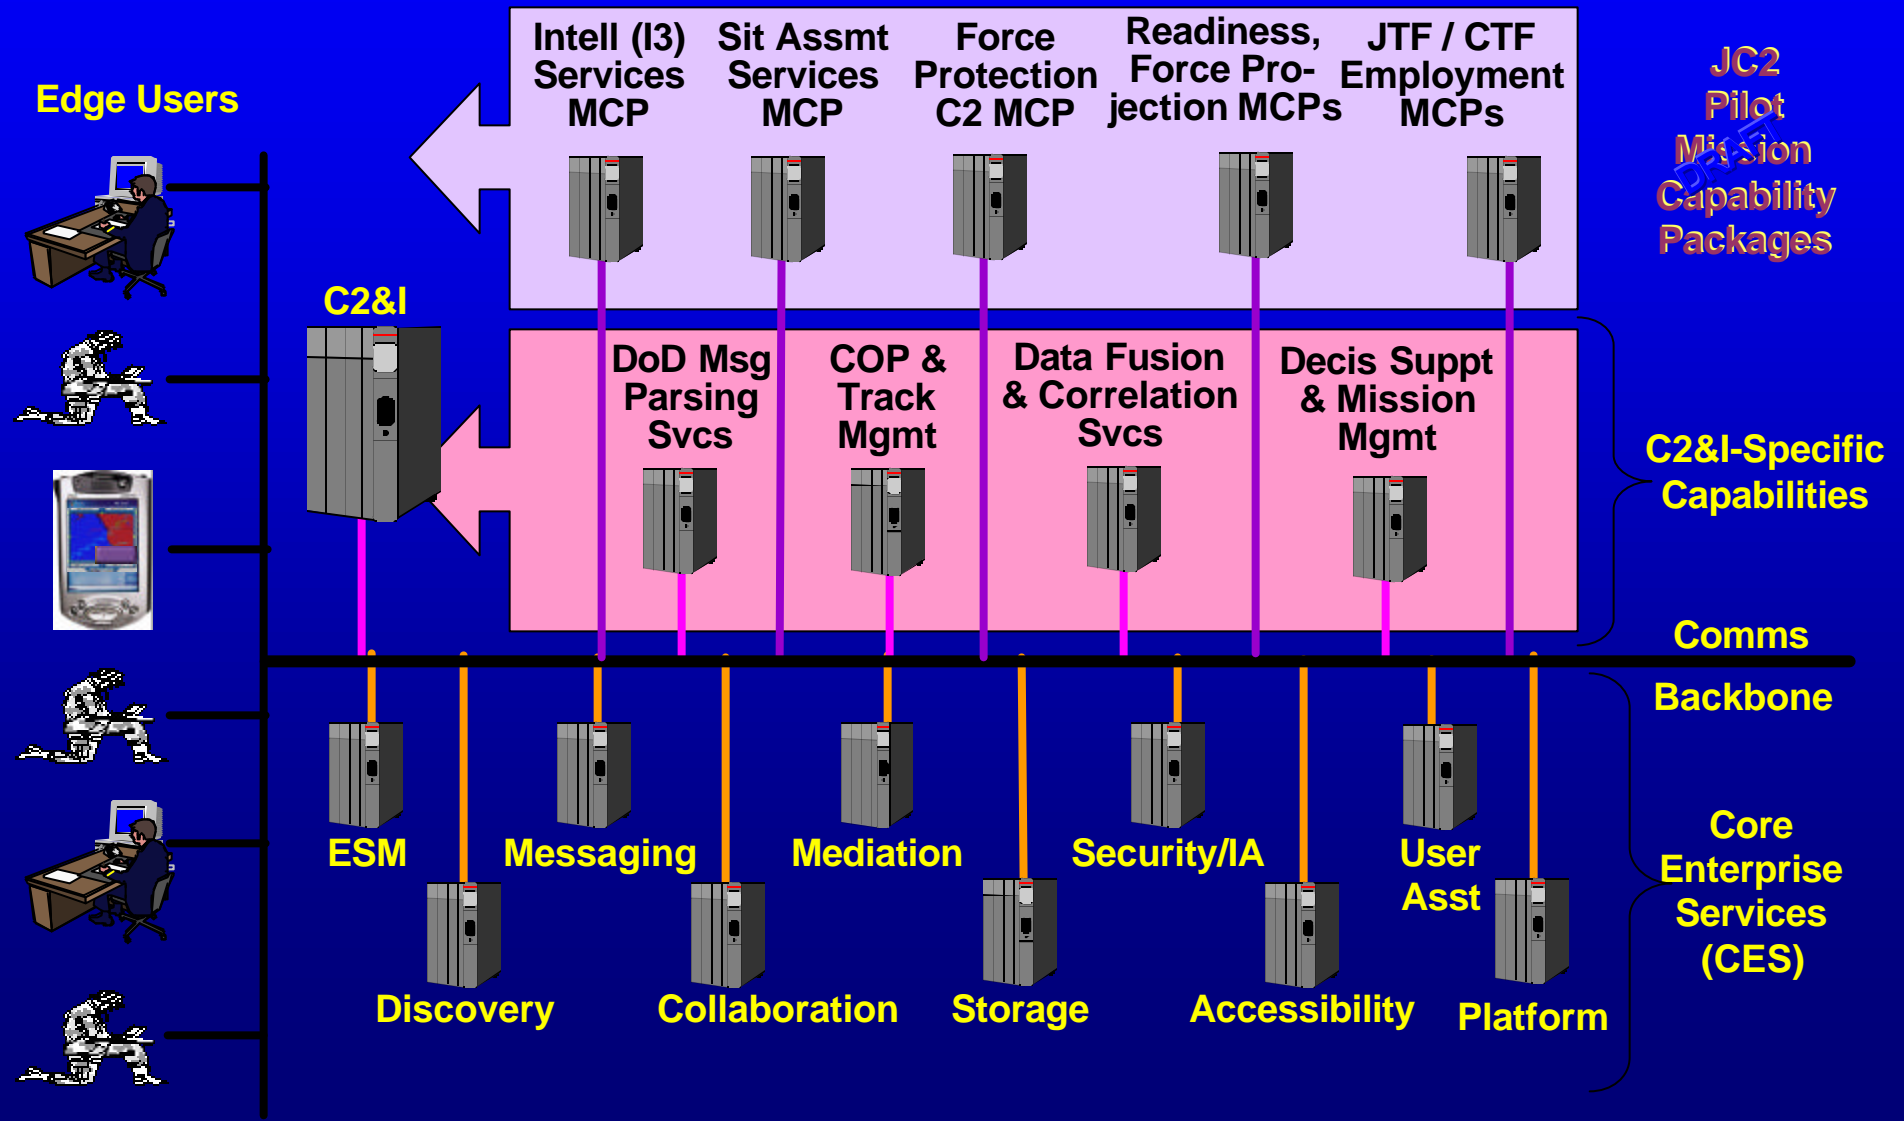 Edge Users
Intell (I3)
Services
MCP
Sit Assmt
Services
MCP
Force
Protection
C2 MCP
Readiness,
Force Pro-
jection MCPs
JTF / CTF
Employment
MCPs
JC2
Pilot
Mission
Capability
Packages
DRAFT
C2&I
DoD Msg
Parsing
Svcs
COP &
Track
Mgmt
Data Fusion
& Correlation
Svcs
Decis Suppt
& Mission
Mgmt
C2&I-Specific
Capabilities
Comms
Backbone
ESM
Messaging
Mediation
Security/IA
User
Asst
Discovery
Collaboration
Storage
Accessibility
Platform
Core
Enterprise
Services
(CES)